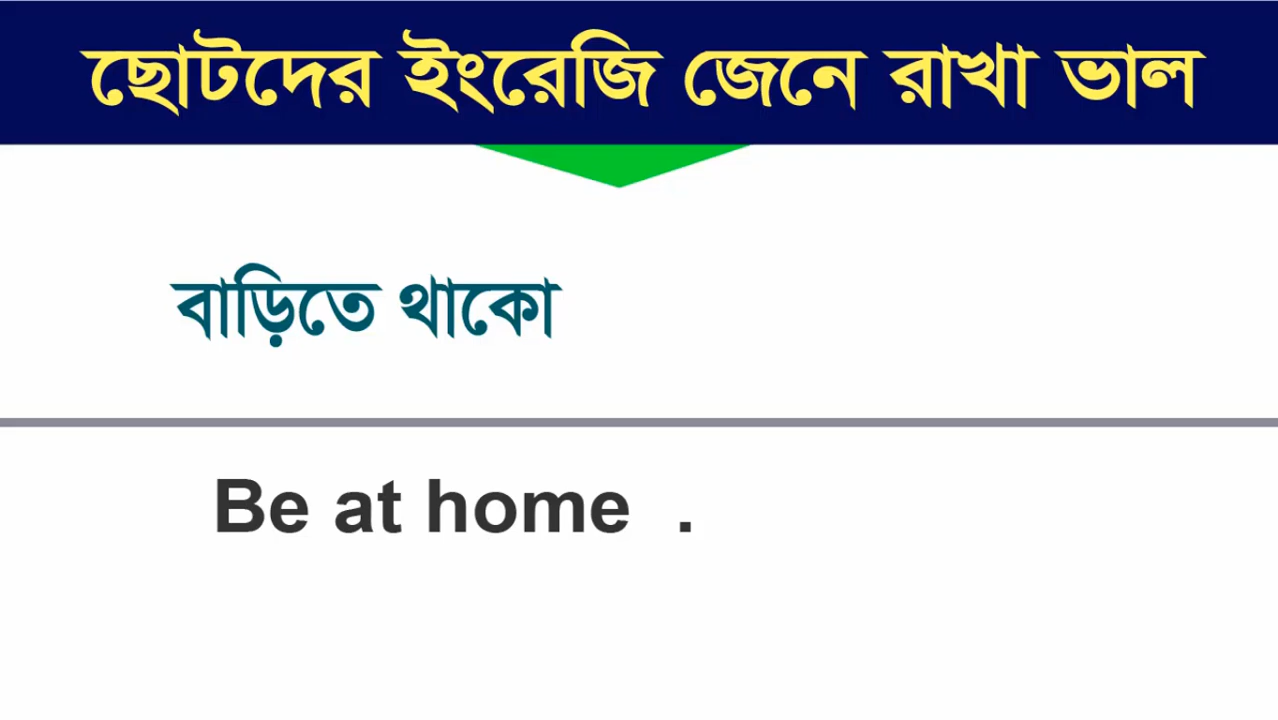 ছোটদের ইংরেজি জেনে রাখা ভাল
বাড়িতে থাকো
Be at home .